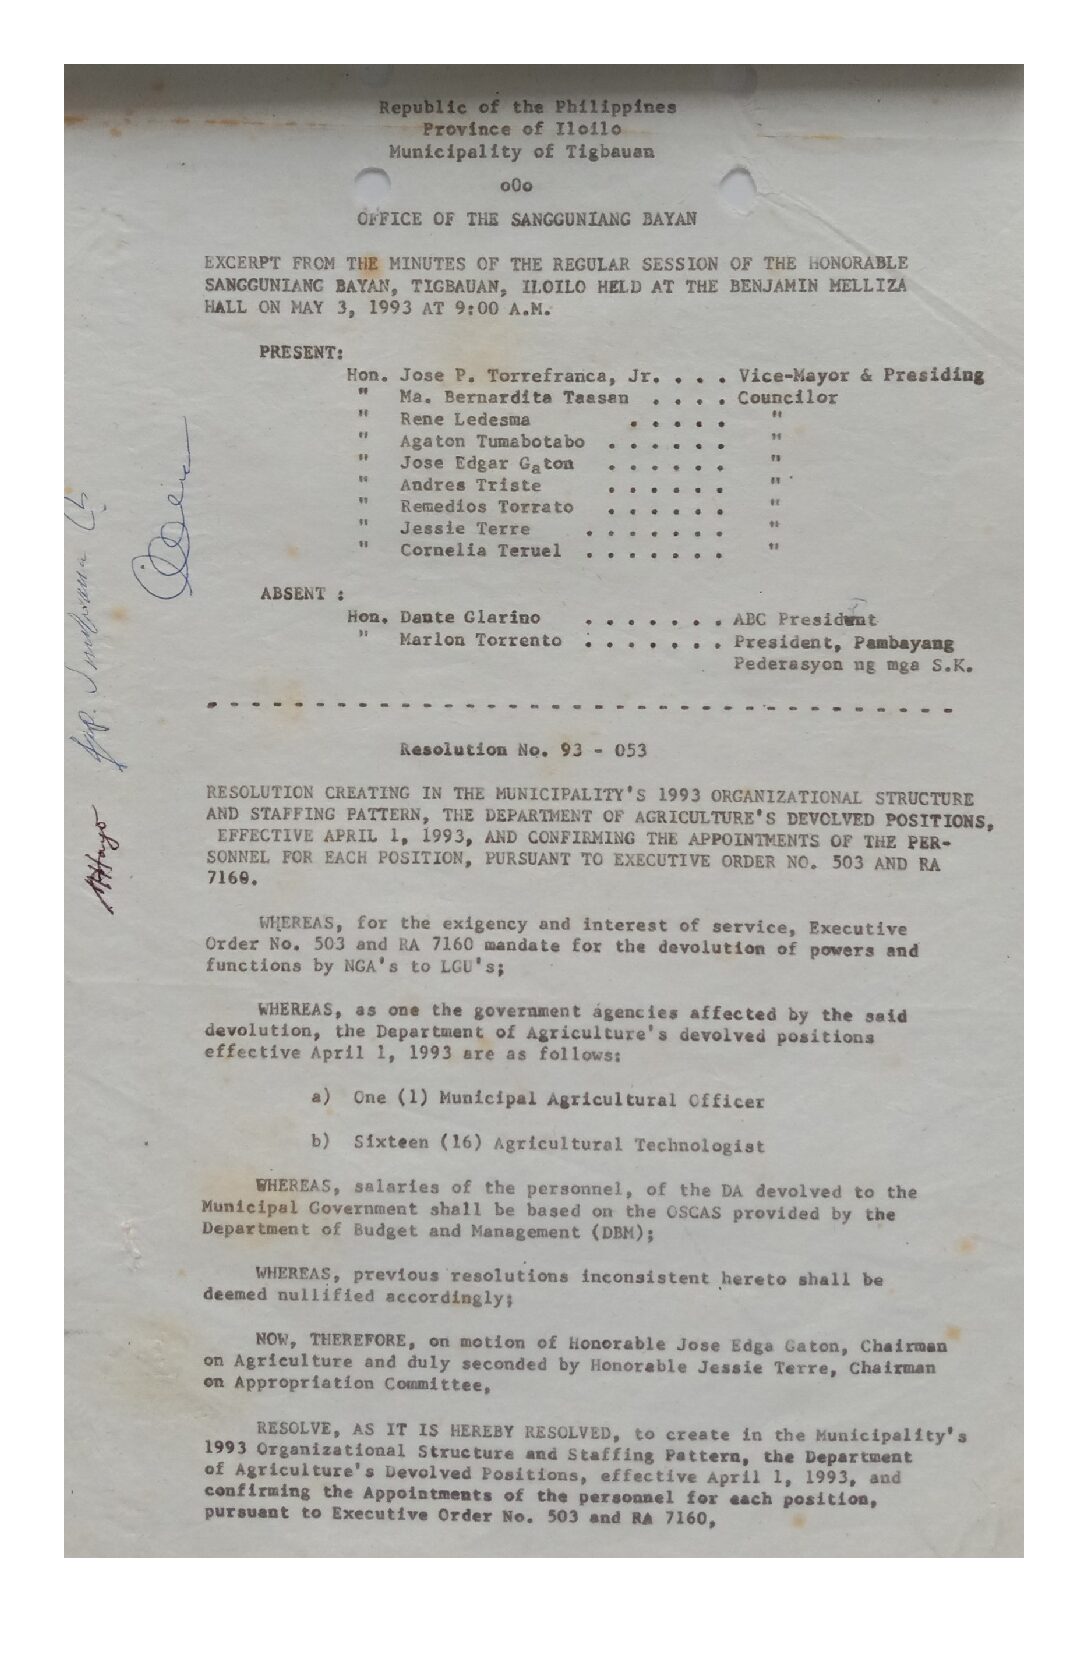 Republic of the Philippines
Province of Iloilo
Municipality of Tigbauan
oOo
OFFICE OF THE SANGGUNIANG BAYAN
EXCERPT FROM THE MINUTES OF THE REGULAR SESSION OF THE HONORABLE
SANGGUNIANG BAYAN, TIGBAUAN, ILOILO HELD AT THE BENJAMIN MELLIZA
HALL ON MAY 3, 1993 AT 9:00 A.M.
PRESENT:
Hon. Jose P. Torrefranca, Jr. . . . Vice-Mayor & Presiding
" Ma. Bernardita Taasan . . . . Councilor
" Rene Ledesma . . . . . "
" Agaton Tumabotabo . . . . . . "
" Jose Edgar Gaton . . . . . . "
" Andres Triste . . . . . . "
" Remedios Torrato . . . . . . "
" Jessie Terre . . . . . . . "
" Cornelia Teruel . . . . . . . "
ABSENT :
Hon. Dante Glarino . . . . . . . ABC President
" Marlon Torrento . . . . . . . President, Pambayang
Pederasyon ng mga S.K.
- - - - - - - - - - - - - - - - - - - - - - - - - - - - - - - - - - -
Resolution No. 93 - 053
RESOLUTION CREATING IN THE MUNICIPALITY'S 1993 ORGANIZATIONAL STRUCTURE
AND STAFFING PATTERN, THE DEPARTMENT OF AGRICULTURE'S DEVOLVED POSITIONS,
EFFECTIVE APRIL 1, 1993, AND CONFIRMING THE APPOINTMENTS OF THE PER-
SONNEL FOR EACH POSITION, PURSUANT TO EXECUTIVE ORDER NO. 503 AND RA
7160.
WHEREAS, for the exigency and interest of service, Executive
Order No. 503 and RA 7160 mandate for the devolution of powers and
functions by NGA's to LGU's;
WHEREAS, as one the government agencies affected by the said
devolution, the Department of Agriculture's devolved positions
effective April 1, 1993 are as follows:
a) One (1) Municipal Agricultural Officer
b) Sixteen (16) Agricultural Technologist
WHEREAS, salaries of the personnel, of the DA devolved to the
Municipal Government shall be based on the OSCAS provided by the
Department of Budget and Management (DBM);
WHEREAS, previous resolutions inconsistent hereto shall be
deemed nullified accordingly;
NOW, THEREFORE, on motion of Honorable Jose Edga Gaton, Chairman
on Agriculture and duly seconded by Honorable Jessie Terre, Chairman
on Appropriation Committee,
RESOLVE, AS IT IS HEREBY RESOLVED, to create in the Municipality's
1993 Organizational Structure and Staffing Pattern, the Department
of Agriculture's Devolved Positions, effective April 1, 1993, and
confirming the Appointments of the personnel for each position,
pursuant to Executive Order No. 503 and RA 7160,